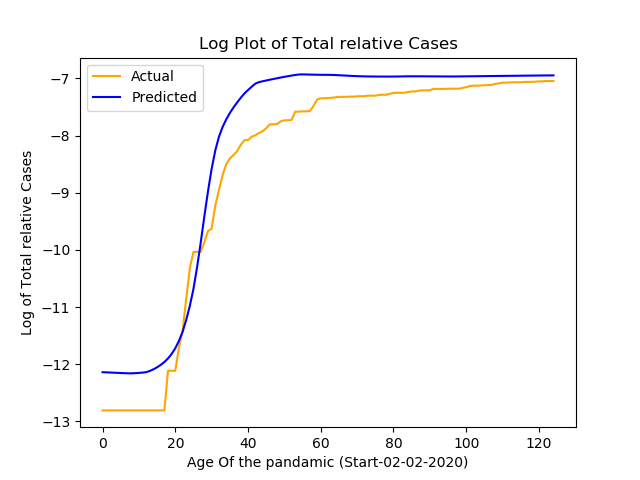 Log Plot of Total relative Cases
Actual
Predicted
Log of Total relative Cases
−7
−8
−9
−10
−11
−12
−13
0 20 40 60 80 100 120
Age Of the pandamic (Start-02-02-2020)